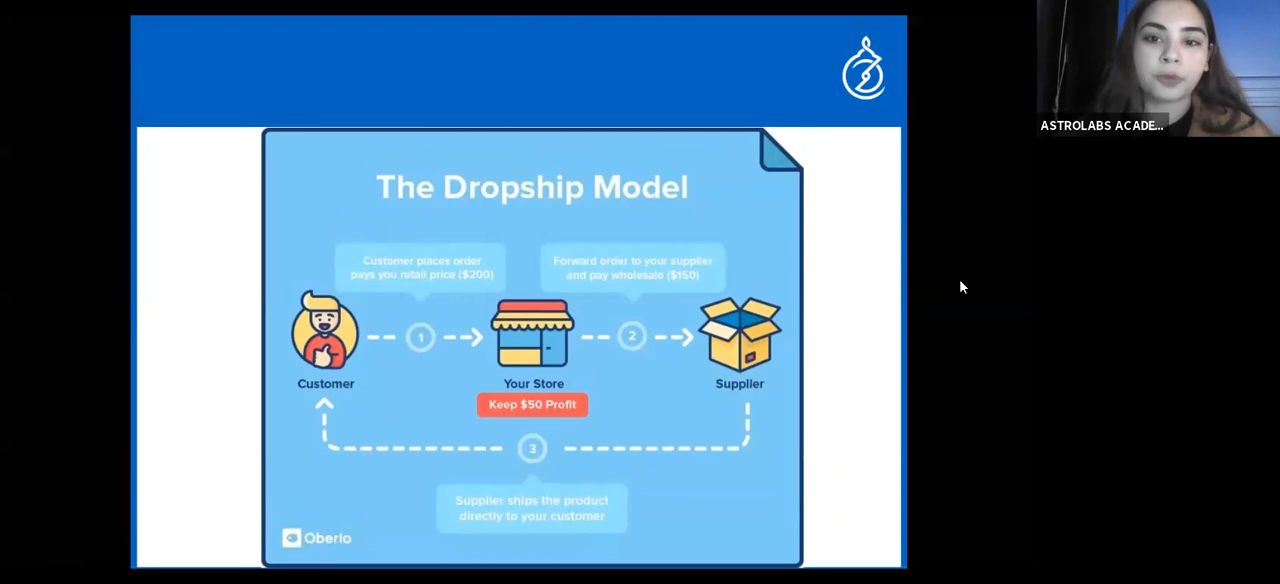 The Dropship Model
Customer places order
pays you retail price ($200)
Forward order to your supplier
and pay wholesale ($150)
1
2
Customer
Your Store
Supplier
Keep $50 Profit
3
Supplier ships the product
directly to your customer
Oberlo
ASTROLABS ACADE...